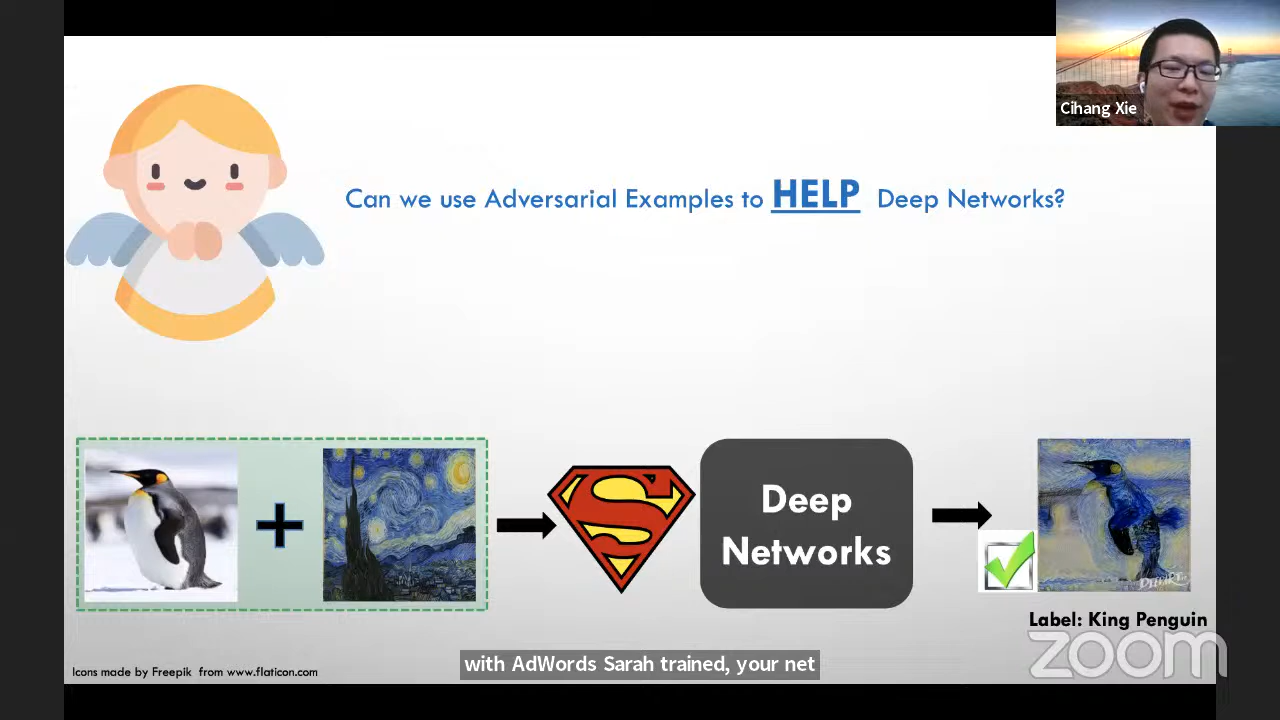 Cihang Xie
Can we use Adversarial Examples to HELP Deep Networks?
S
Deep
Networks
Label: King Penguin
zoom
with AdWords Sarah trained, your net
Icons made by Freepik from www.flaticon.com